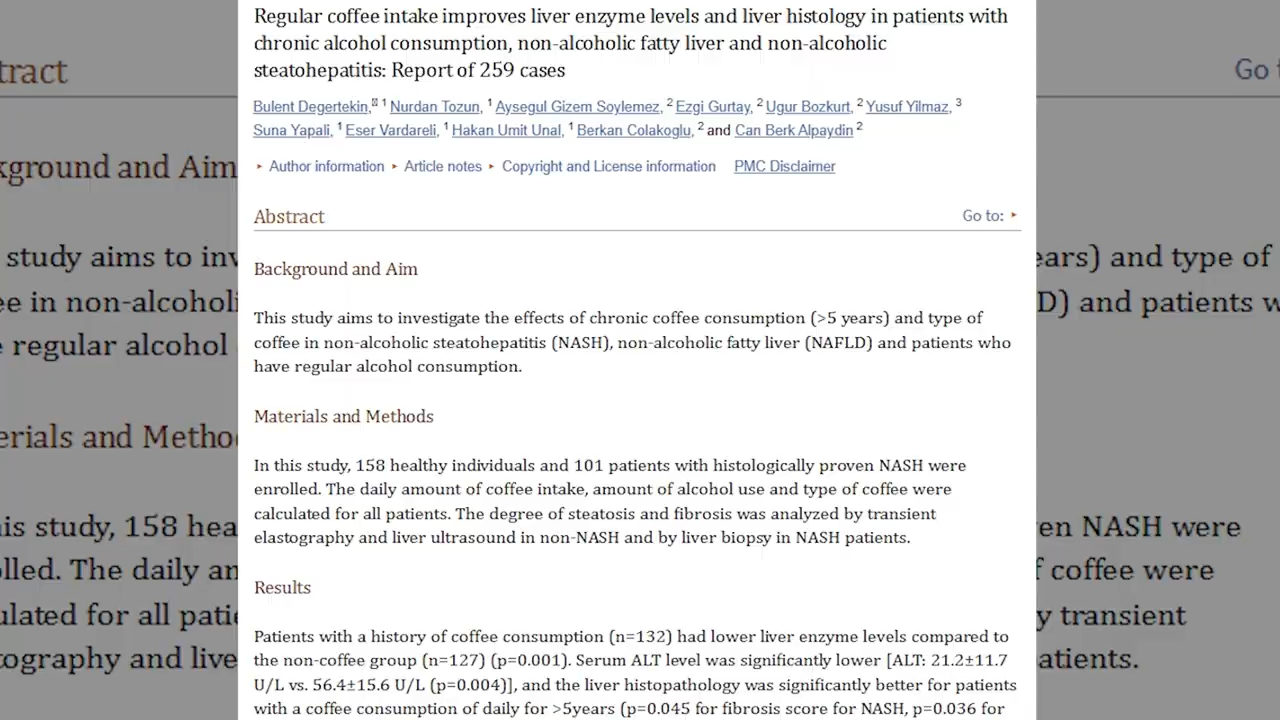 Regular coffee intake improves liver enzyme levels and liver histology in patients with
chronic alcohol consumption, non-alcoholic fatty liver and non-alcoholic
steatohepatitis: Report of 259 cases
Bulent Degertekin, 1 Nurdan Tozun, 1 Aysegul Gizem Soylemez, 2 Ezgi Gurtay, 2 Ugur Bozkurt, 2 Yusuf Yilmaz, 3
Suna Yapali, 1 Eser Vardareli, 1 Hakan Umit Unal, 1 Berkan Colakoglu, 2 and Can Berk Alpaydin 2
Author information ▸ Article notes ▸ Copyright and License information PMC Disclaimer
Abstract Go to: ▸
Background and Aim
This study aims to investigate the effects of chronic coffee consumption (>5 years) and type of
coffee in non-alcoholic steatohepatitis (NASH), non-alcoholic fatty liver (NAFLD) and patients who
have regular alcohol consumption.
Materials and Methods
In this study, 158 healthy individuals and 101 patients with histologically proven NASH were
enrolled. The daily amount of coffee intake, amount of alcohol use and type of coffee were
calculated for all patients. The degree of steatosis and fibrosis was analyzed by transient
elastography and liver ultrasound in non-NASH and by liver biopsy in NASH patients.
Results
Patients with a history of coffee consumption (n=132) had lower liver enzyme levels compared to
the non-coffee group (n=127) (p=0.001). Serum ALT level was significantly lower [ALT: 21.2±11.7
U/L vs. 56.4±15.6 U/L (p=0.004)], and the liver histopathology was significantly better for patients
with a coffee consumption of daily for >5years (p=0.045 for fibrosis score for NASH, p=0.036 for